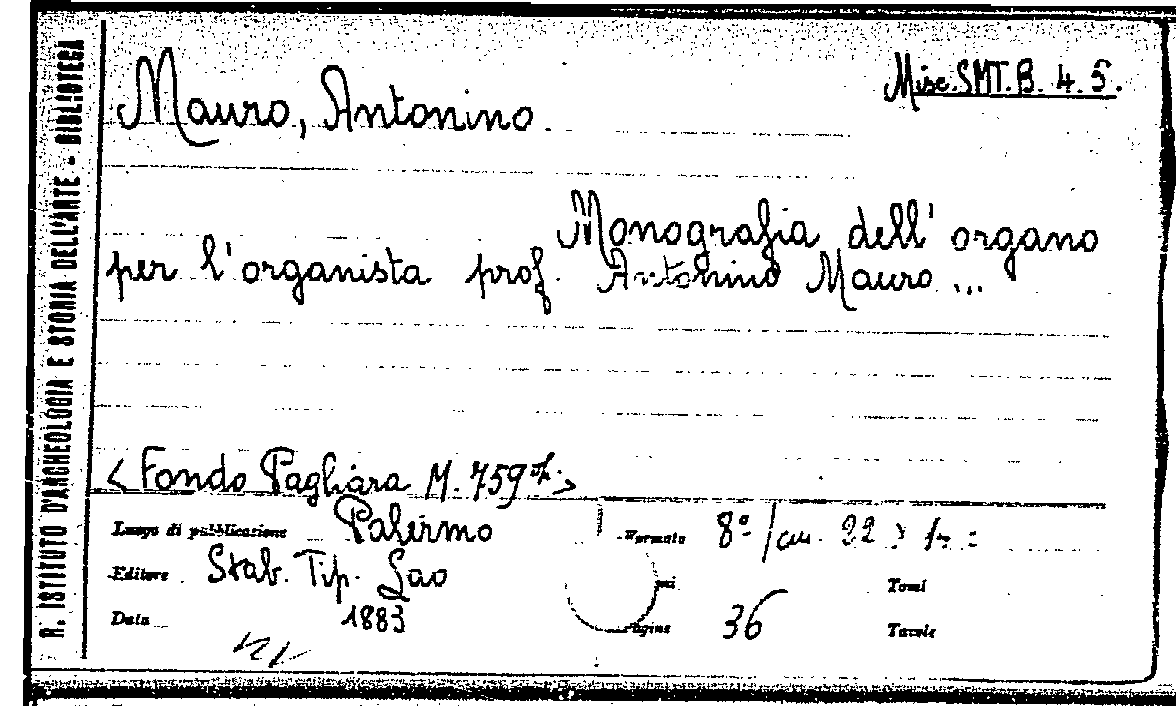 R. ISTITUTO D'ARCHEOLOGIA E STORIA DELL'ARTE - BIBLIOTECA
Mauro, Antonino
Misc. SMT. B. 4. 5.
Monografia dell' organo
per l'organista prof. Antonino Mauro ...
< Fondo Pagliara M. 759 >
Luogo di pubblicazione Palermo
Formato 8° / cm. 22 ×
Editore Stab. Tip. Lao
Tomi
Data 1883
Pagine 36
Tavole